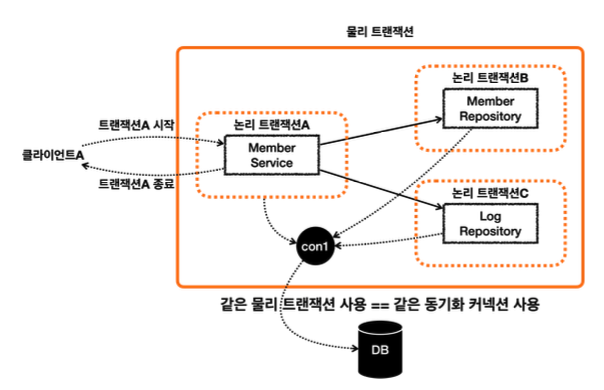 물리 트랜잭션
논리 트랜잭션B
Member
Repository
트랜잭션A 시작
논리 트랜잭션A
Member
Service
클라이언트A
트랜잭션A 종료
논리 트랜잭션C
Log
Repository
con1
같은 물리 트랜잭션 사용 == 같은 동기화 커넥션 사용
DB